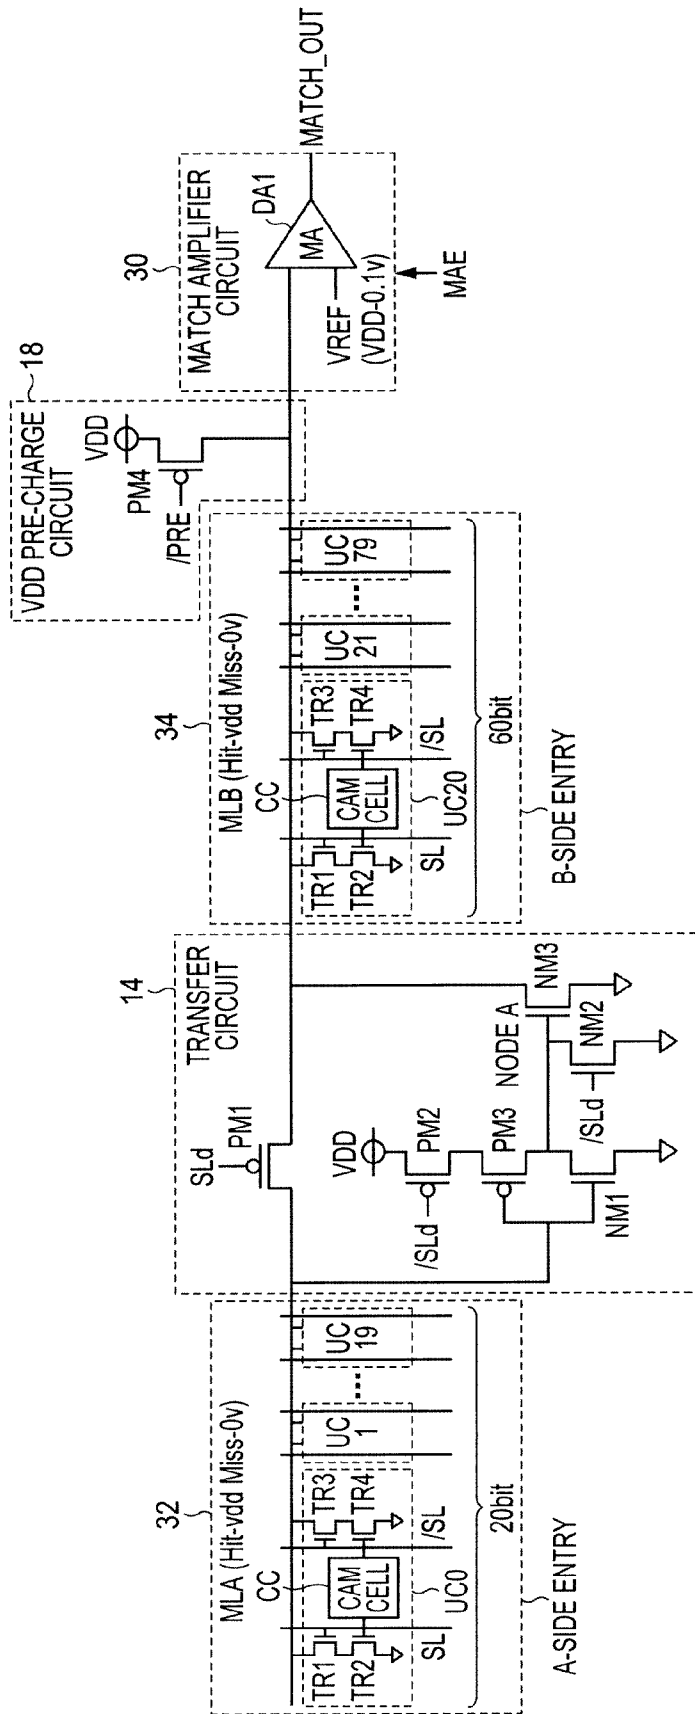 32
MLA (Hit-vdd Miss-0v)
CC
TR1
TR2
CAM
CELL
TR3
TR4
SL
/SL
UC0
UC
1
UC
19
20bit
A-SIDE ENTRY
14
TRANSFER
CIRCUIT
SLd
PM1
VDD
/SLd
PM2
PM3
NM1
NODE A
/SLd
NM2
NM3
34
MLB (Hit-vdd Miss-0v)
CC
TR1
TR2
CAM
CELL
TR3
TR4
SL
/SL
UC20
UC
21
UC
79
60bit
B-SIDE ENTRY
VDD PRE-CHARGE
CIRCUIT
18
VDD
PM4
/PRE
30
MATCH AMPLIFIER
CIRCUIT
DA1
MA
VREF
(VDD-0.1v)
MAE
MATCH_OUT